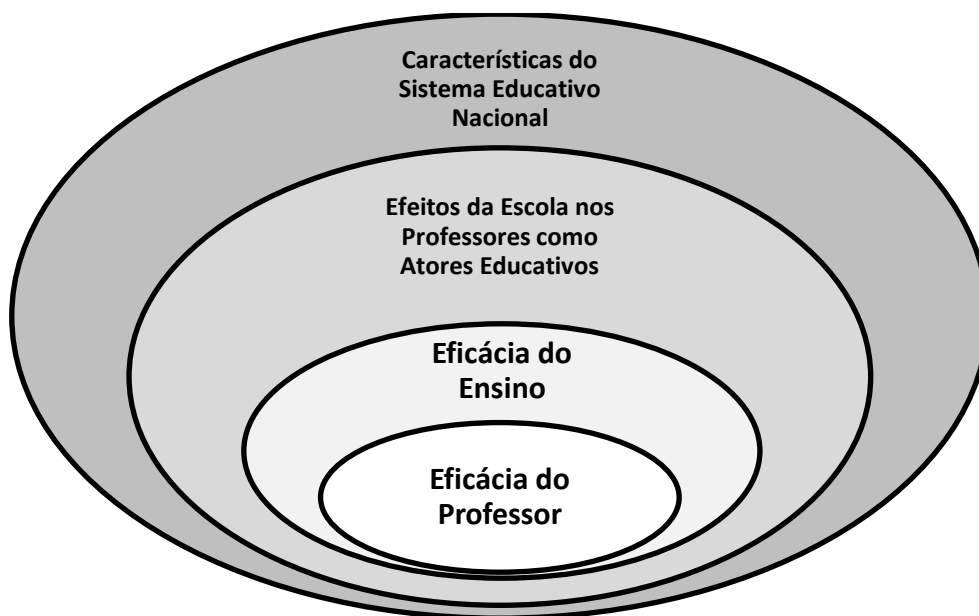 Características do
Sistema Educativo
Nacional
Efeitos da Escola nos
Professores como
Atores Educativos
Eficácia do
Ensino
Eficácia do
Professor